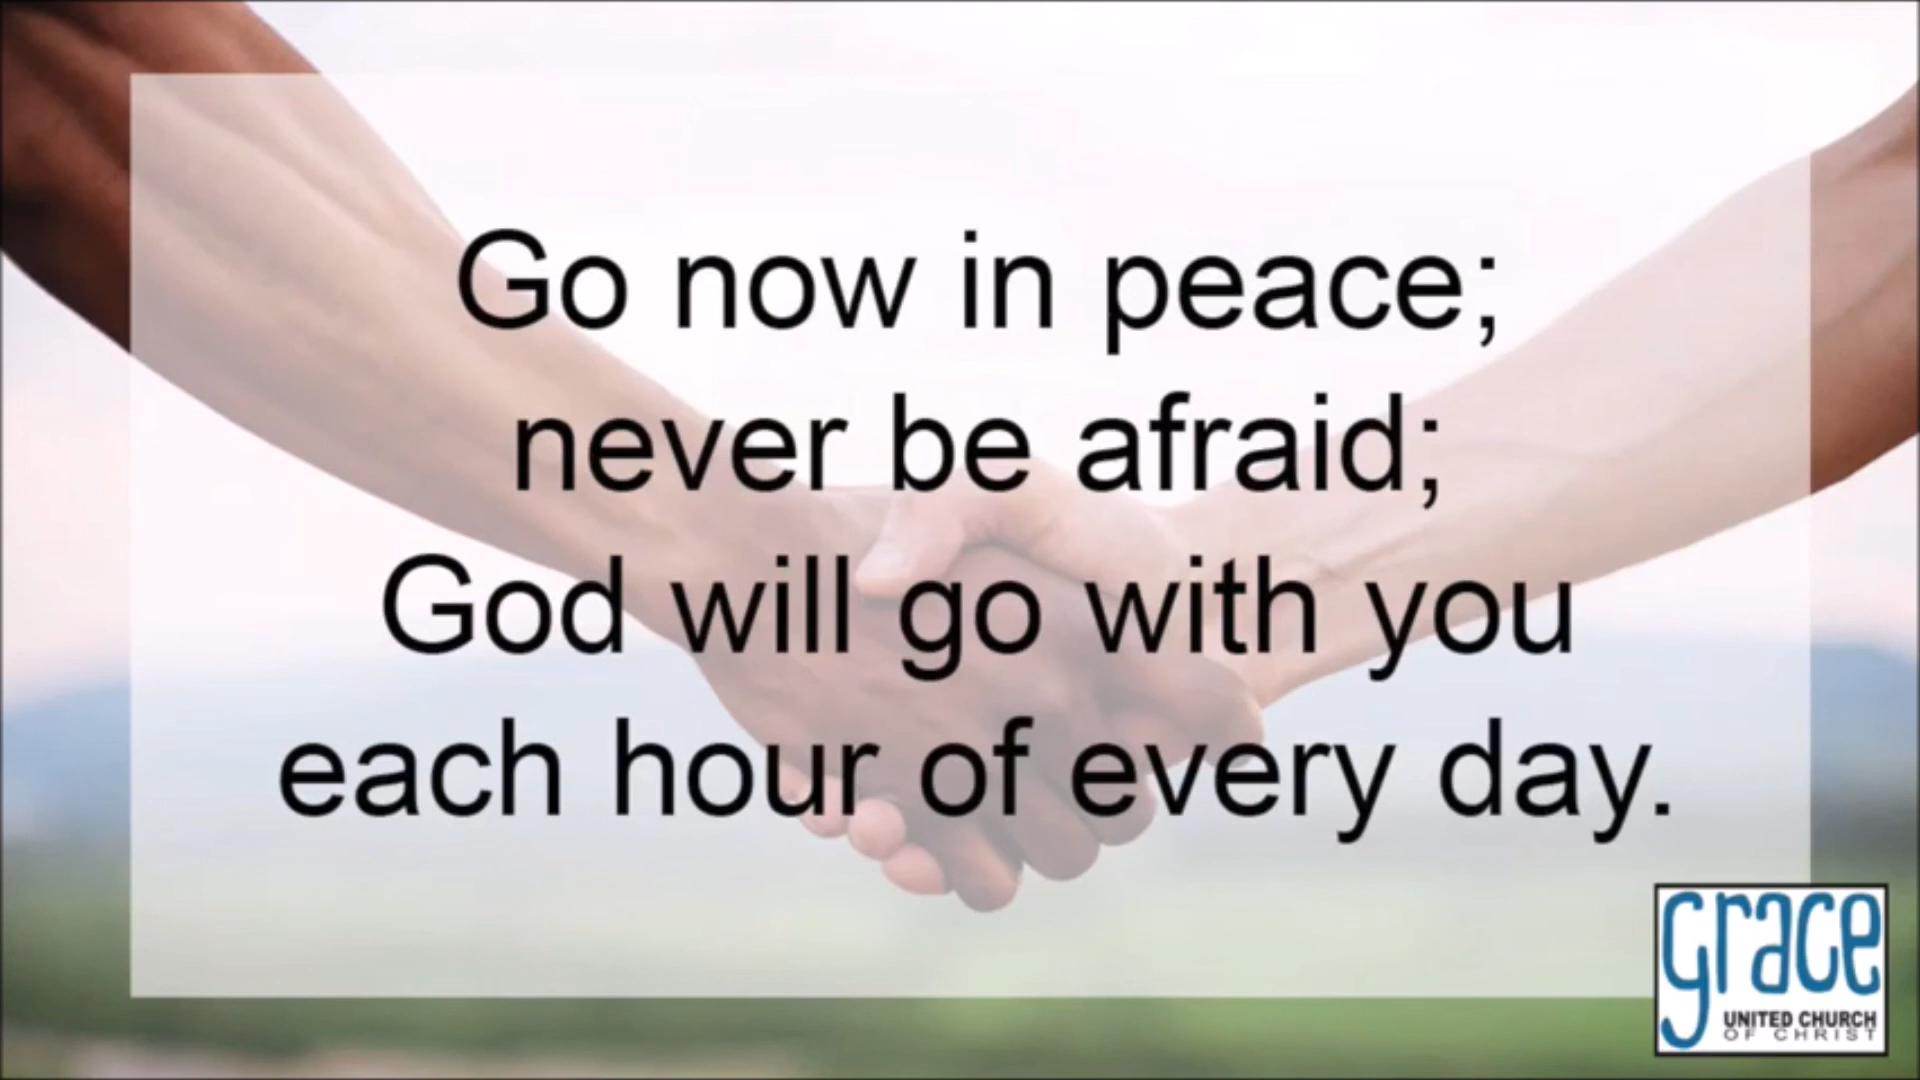 Go now in peace;
never be afraid;
God will go with you
each hour of every day.
grace
UNITED CHURCH
OF CHRIST